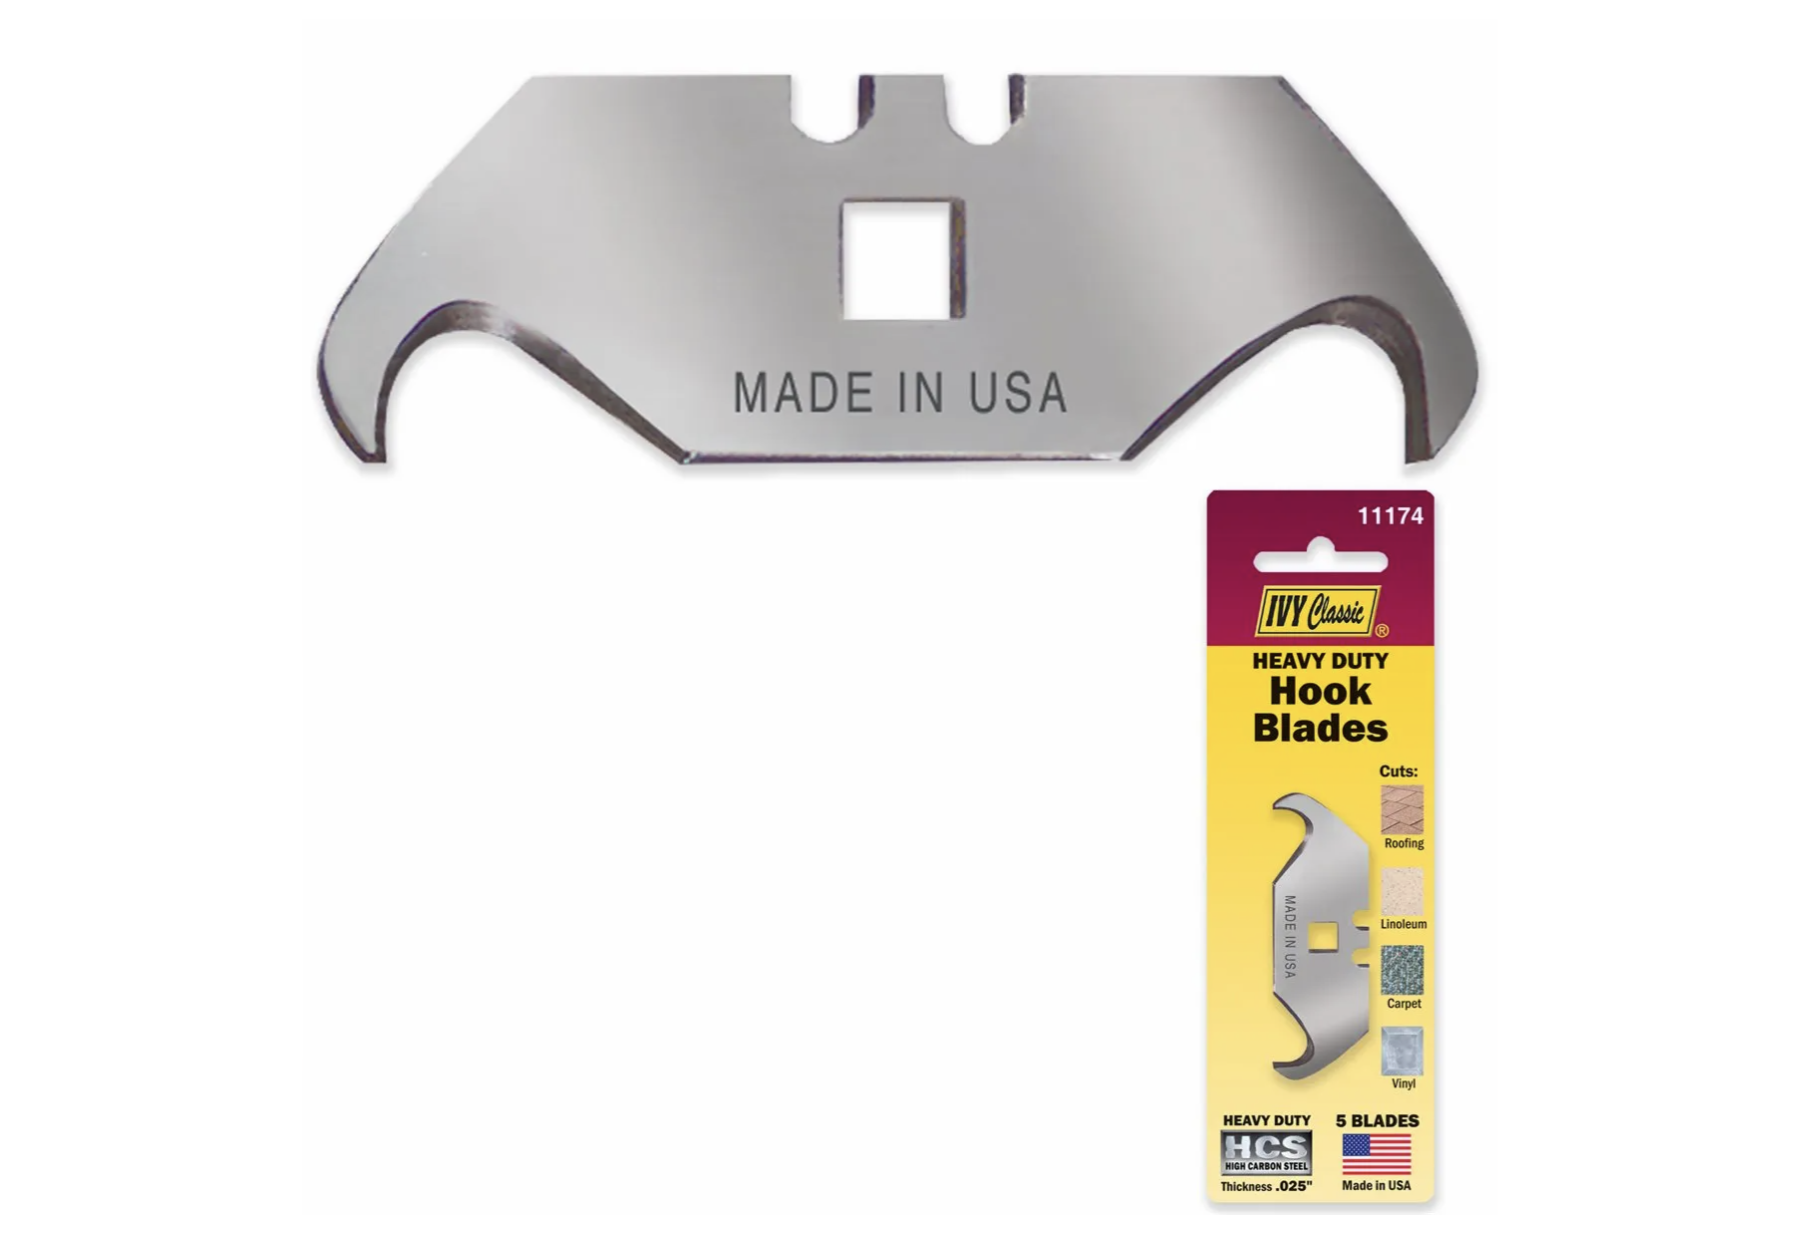 MADE IN USA
11174
IVY Classic
®
HEAVY DUTY
Hook
Blades
Cuts:
Roofing
Linoleum
Carpet
Vinyl
MADE IN USA
HEAVY DUTY
HCS
HIGH CARBON STEEL
Thickness .025"
5 BLADES
Made in USA